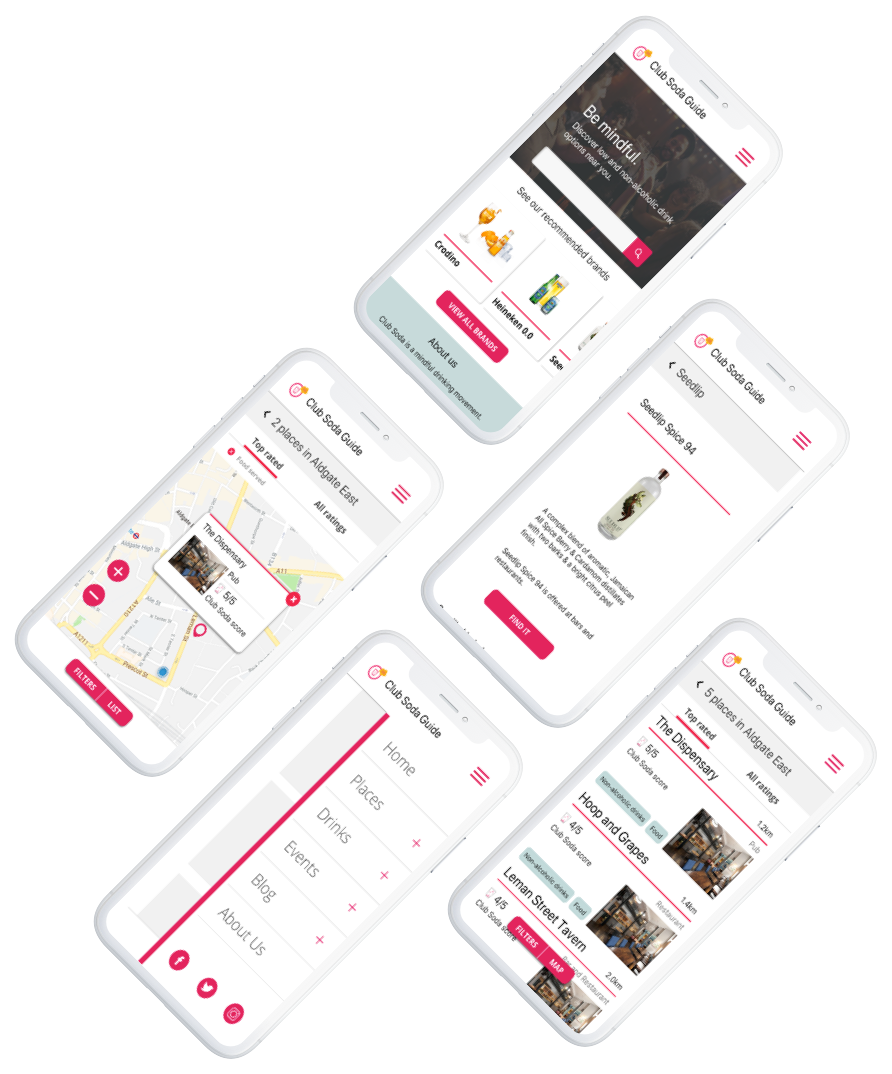 Club Soda Guide
Be mindful.
Discover low and non-alcoholic drink
options near you.
See our recommended brands
Crodino
Heineken 0.0
VIEW ALL BRANDS
About us
Club Soda is a mindful drinking movement.
Club Soda Guide
Seedlip
Seedlip Spice 94
A complex blend of aromatic, Jamaican
All Spice Berry & Cardamom distillates
with two barks & a bright citrus peel
finish.
Seedlip Spice 94 is offered at bars and
restaurants.
FIND IT
Club Soda Guide
2 places in Aldgate East
Top rated
All ratings
Food served
Aldgate High St
The Dispensary
Pub
5/5
Club Soda score
A11
B134
A1210
Alie St
Leman St
Prescot St
A1211
FILTERS
LIST
Club Soda Guide
Home
Places
Drinks
Events
Blog
About Us
Club Soda Guide
5 places in Aldgate East
Top rated
All ratings
The Dispensary
5/5
Club Soda score
1.2km
Pub
Non-alcoholic drinks
Food
Hoop and Grapes
4/5
Club Soda score
1.4km
Restaurant
Non-alcoholic drinks
Food
Leman Street Tavern
4/5
Club Soda score
2.0km
and Restaurant
FILTERS
MAP